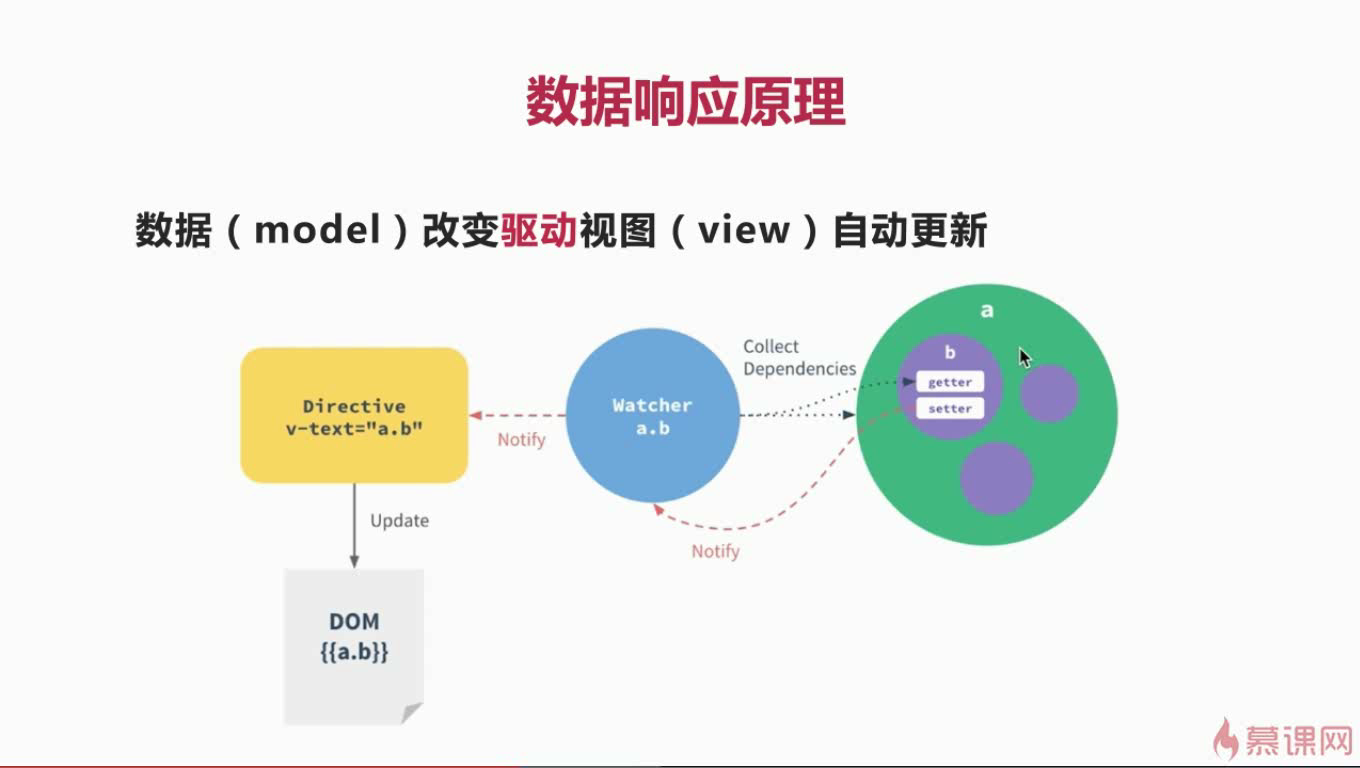 数据响应原理
数据（model）改变驱动视图（view）自动更新
a
Collect
Dependencies
b
getter
setter
Directive
v-text="a.b"
Watcher
a.b
Notify
Update
Notify
DOM
{{a.b}}
慕课网